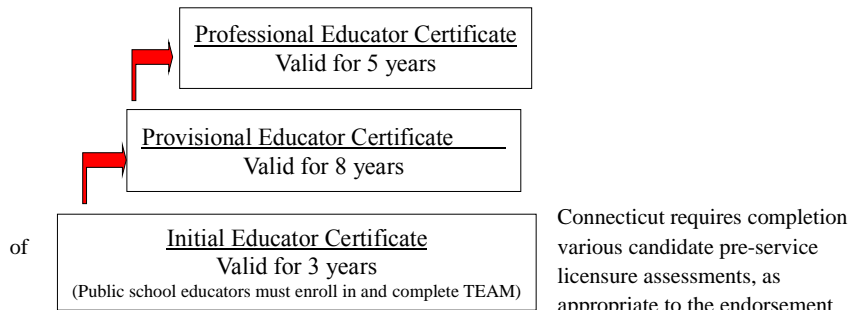 Professional Educator Certificate
Valid for 5 years
Provisional Educator Certificate
Valid for 8 years
Initial Educator Certificate
Valid for 3 years
(Public school educators must enroll in and complete TEAM)
Connecticut requires completion
of
various candidate pre-service
licensure assessments, as
appropriate to the endorsement